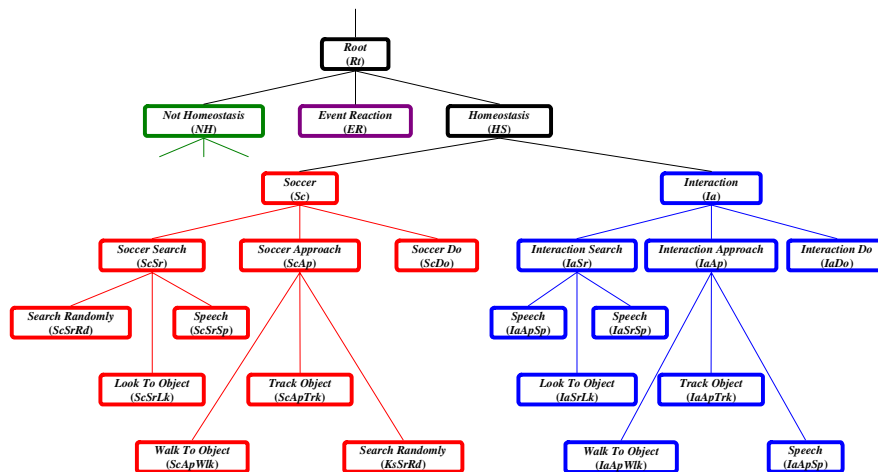 Root
(Rt)
Not Homeostasis
(NH)
Event Reaction
(ER)
Homeostasis
(HS)
Soccer
(Sc)
Interaction
(Ia)
Soccer Search
(ScSr)
Soccer Approach
(ScAp)
Soccer Do
(ScDo)
Interaction Search
(IaSr)
Interaction Approach
(IaAp)
Interaction Do
(IaDo)
Search Randomly
(ScSrRd)
Speech
(ScSrSp)
Speech
(IaApSp)
Speech
(IaSrSp)
Look To Object
(ScSrLk)
Track Object
(ScApTrk)
Look To Object
(IaSrLk)
Track Object
(IaApTrk)
Walk To Object
(ScApWlk)
Search Randomly
(KsSrRd)
Walk To Object
(IaApWlk)
Speech
(IaApSp)